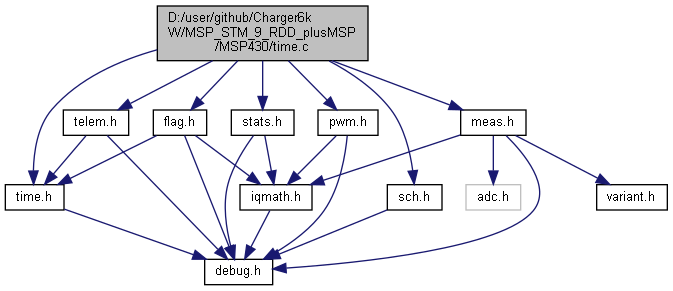 D:/user/github/Charger6k
W/MSP_STM_9_RDD_plusMSP
/MSP430/time.c
telem.h
flag.h
stats.h
pwm.h
meas.h
time.h
iqmath.h
sch.h
adc.h
variant.h
debug.h